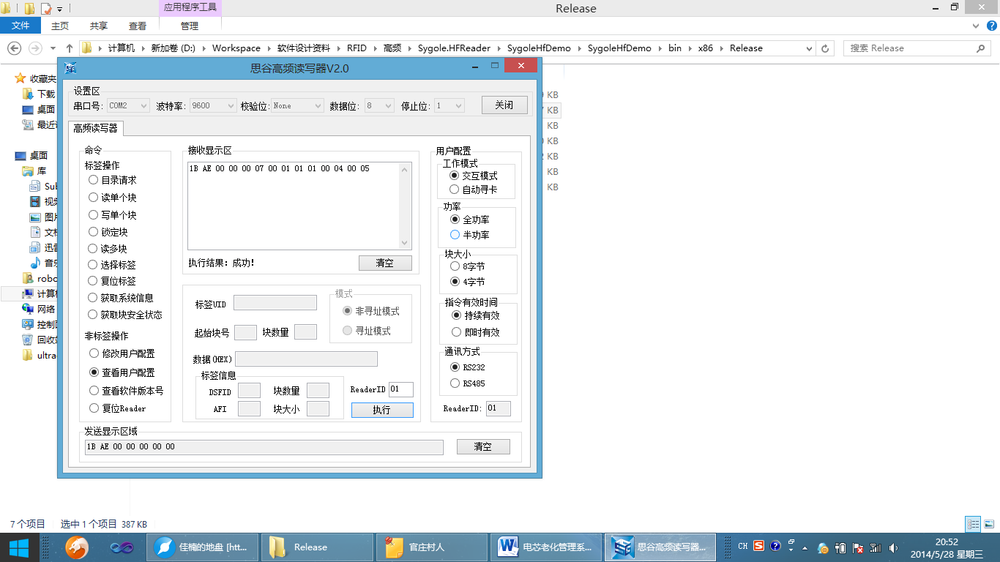 应用程序工具
Release
文件 主页 共享 查看 管理
计算机 新加卷 (D:) Workspace 软件设计资料 RFID 高频 Sygole.HFReader SygoleHfDemo SygoleHfDemo bin x86 Release
搜索 Release
收藏夹
下载
桌面
最近
桌面
库
Sub
视频
图片
文档
迅雷
音乐
robo
计算机
网络
控制面
回收站
ultra
KB
KB
KB
KB
KB
KB
KB
思谷高频读写器V2.0
设置区
串口号: COM2 波特率: 9600 校验位: None 数据位: 8 停止位: 1 关闭
高频读写器
命令
标签操作
目录请求
读单个块
写单个块
锁定块
读多块
选择标签
复位标签
获取系统信息
获取块安全状态
非标签操作
修改用户配置
查看用户配置
查看软件版本号
复位Reader
接收显示区
1B AE 00 00 00 07 00 01 01 01 00 04 00 05
执行结果: 成功!
清空
标签UID
模式
非寻址模式
寻址模式
起始块号 块数量
数据(HEX)
标签信息
DSFID 块数量
AFI 块大小
ReaderID 01
执行
用户配置
工作模式
交互模式
自动寻卡
功率
全功率
半功率
块大小
8字节
4字节
指令有效时间
持续有效
即时有效
通讯方式
RS232
RS485
ReaderID: 01
发送显示区域
1B AE 00 00 00 00 00
清空
7 个项目 选中 1 个项目 387 KB
佳楠的地盘 [htt...
Release
官庄村人
电芯老化管理系...
思谷高频读写器...
CH
20:52
2014/5/28 星期三